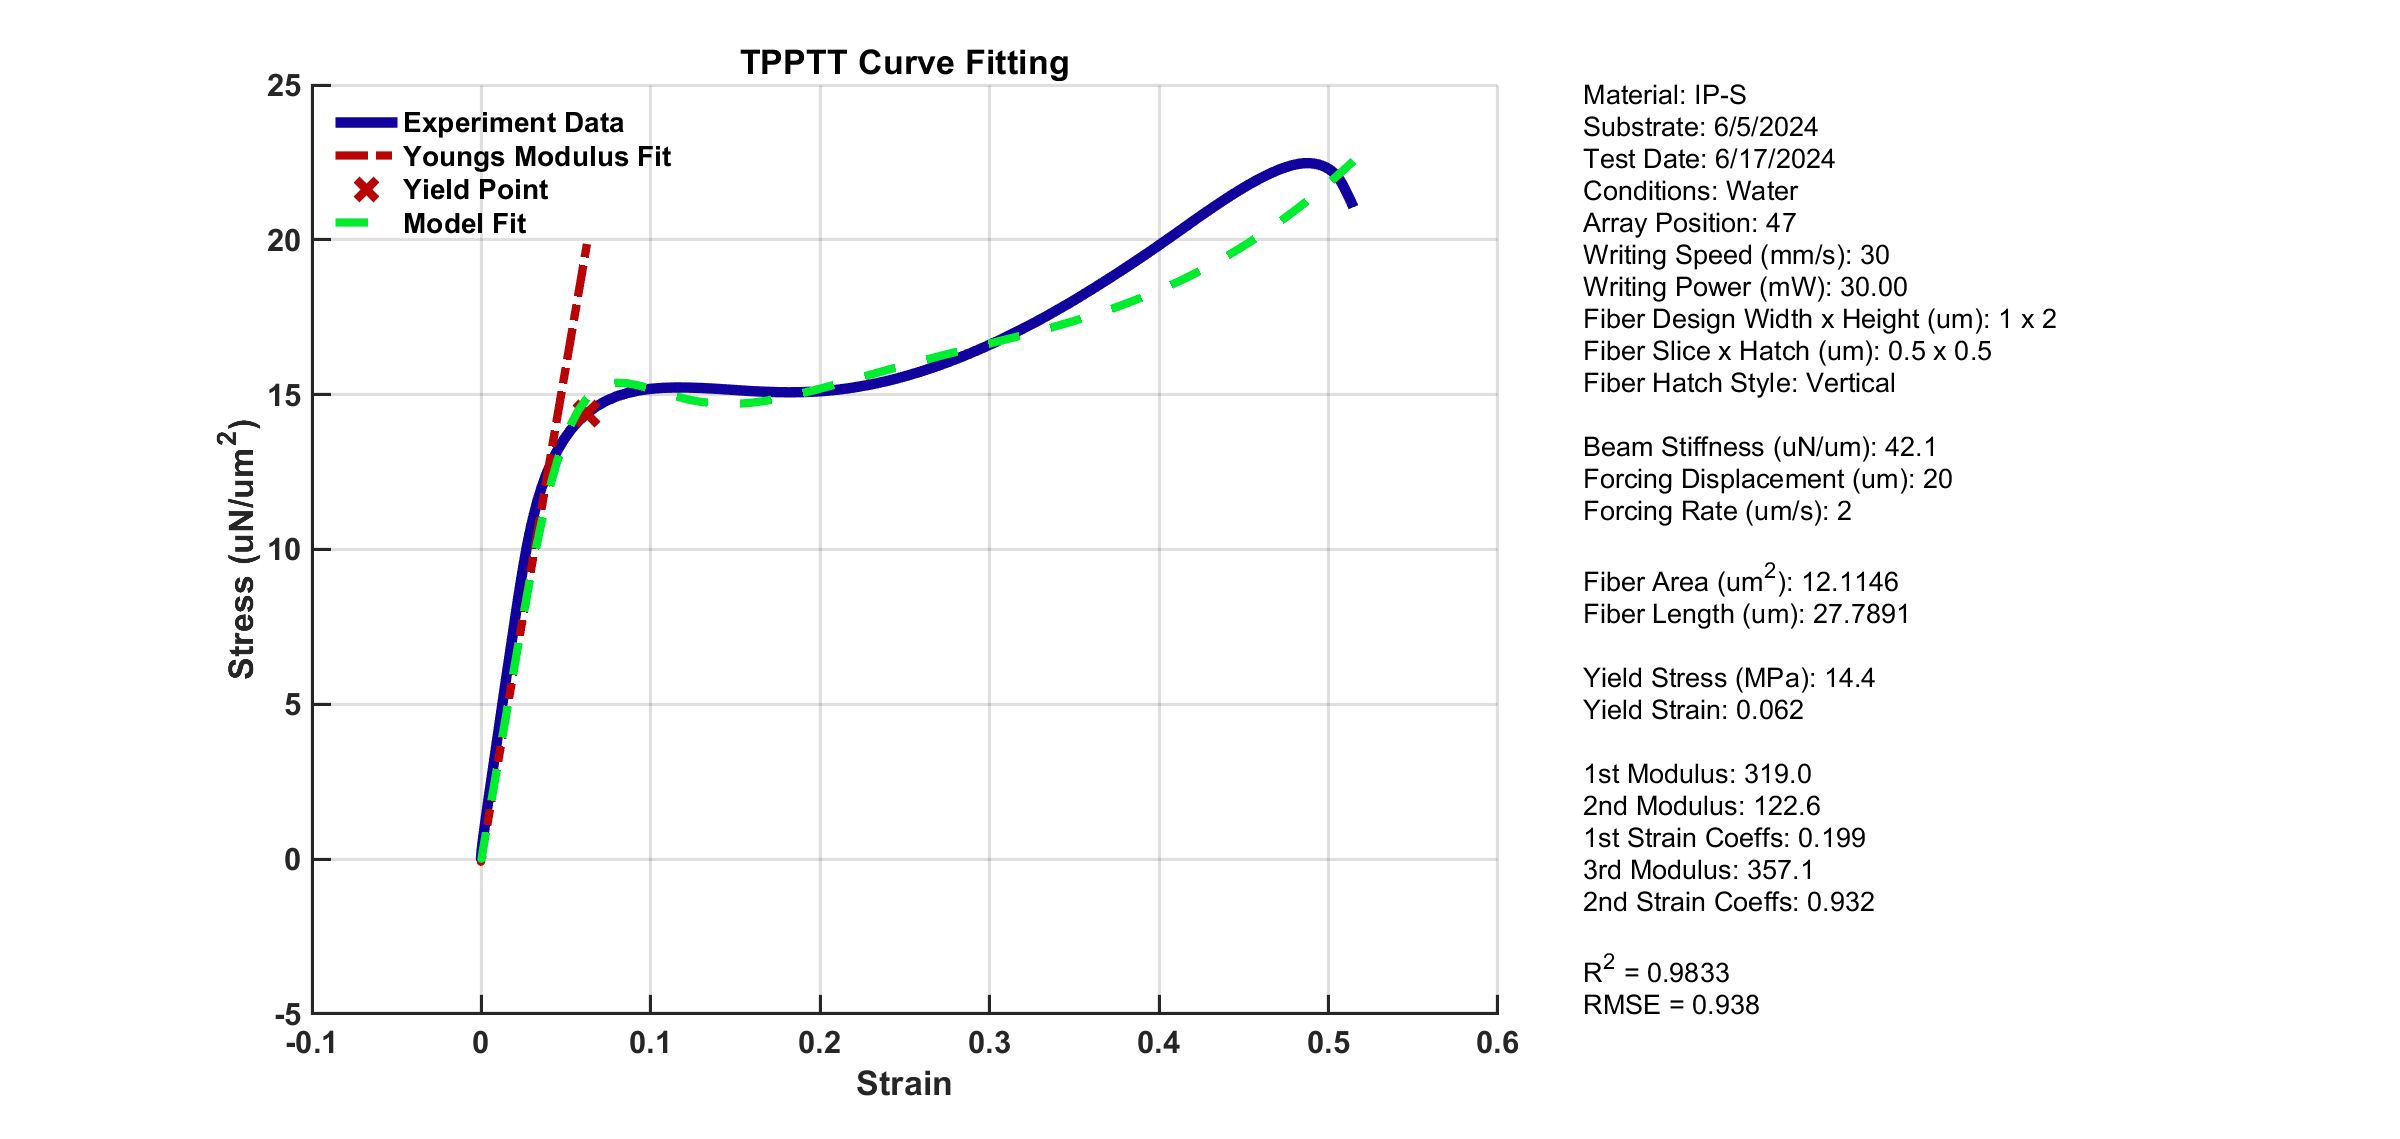 TPPTT Curve Fitting
Experiment Data
Youngs Modulus Fit
Yield Point
Model Fit
25
20
15
10
5
0
-5
Stress (uN/um²)
-0.1
0
0.1
0.2
0.3
0.4
0.5
0.6
Strain
Material: IP-S
Substrate: 6/5/2024
Test Date: 6/17/2024
Conditions: Water
Array Position: 47
Writing Speed (mm/s): 30
Writing Power (mW): 30.00
Fiber Design Width x Height (um): 1 x 2
Fiber Slice x Hatch (um): 0.5 x 0.5
Fiber Hatch Style: Vertical
Beam Stiffness (uN/um): 42.1
Forcing Displacement (um): 20
Forcing Rate (um/s): 2
Fiber Area (um²): 12.1146
Fiber Length (um): 27.7891
Yield Stress (MPa): 14.4
Yield Strain: 0.062
1st Modulus: 319.0
2nd Modulus: 122.6
1st Strain Coeffs: 0.199
3rd Modulus: 357.1
2nd Strain Coeffs: 0.932
R² = 0.9833
RMSE = 0.938